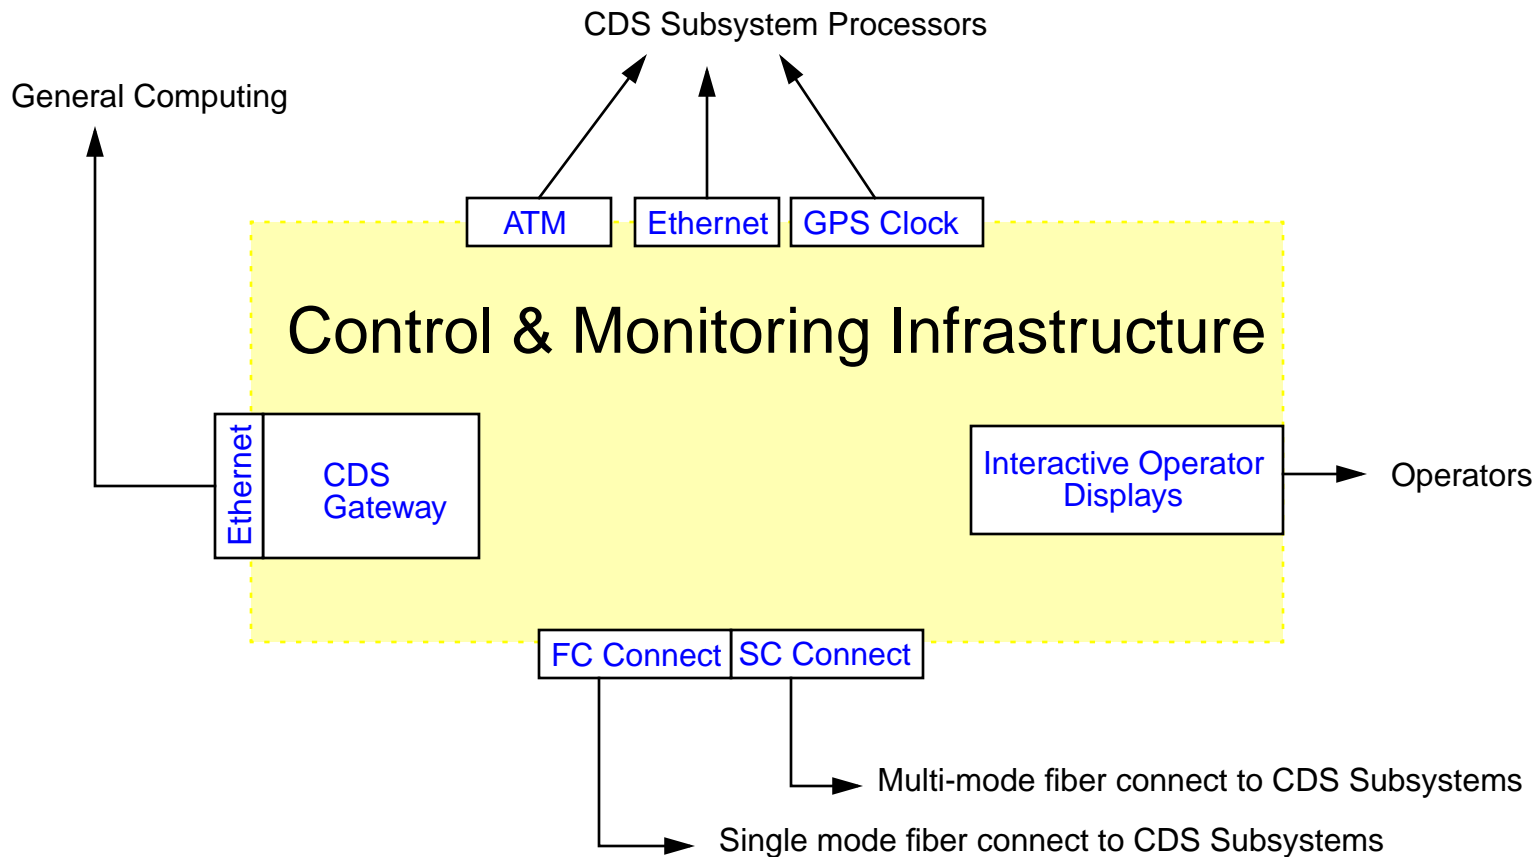 CDS Subsystem Processors
General Computing
ATM
Ethernet
GPS Clock
Control & Monitoring Infrastructure
Ethernet
CDS
Gateway
Interactive Operator
Displays
Operators
FC Connect
SC Connect
Multi-mode fiber connect to CDS Subsystems
Single mode fiber connect to CDS Subsystems